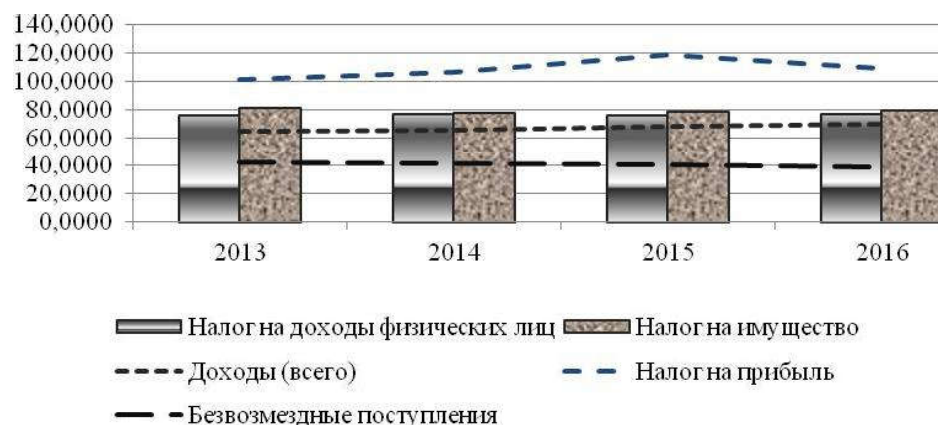 140,0000
120,0000
100,0000
80,0000
60,0000
40,0000
20,0000
0,0000
2013 2014 2015 2016
Налог на доходы физических лиц Налог на имущество
Доходы (всего) Налог на прибыль
Безвозмездные поступления